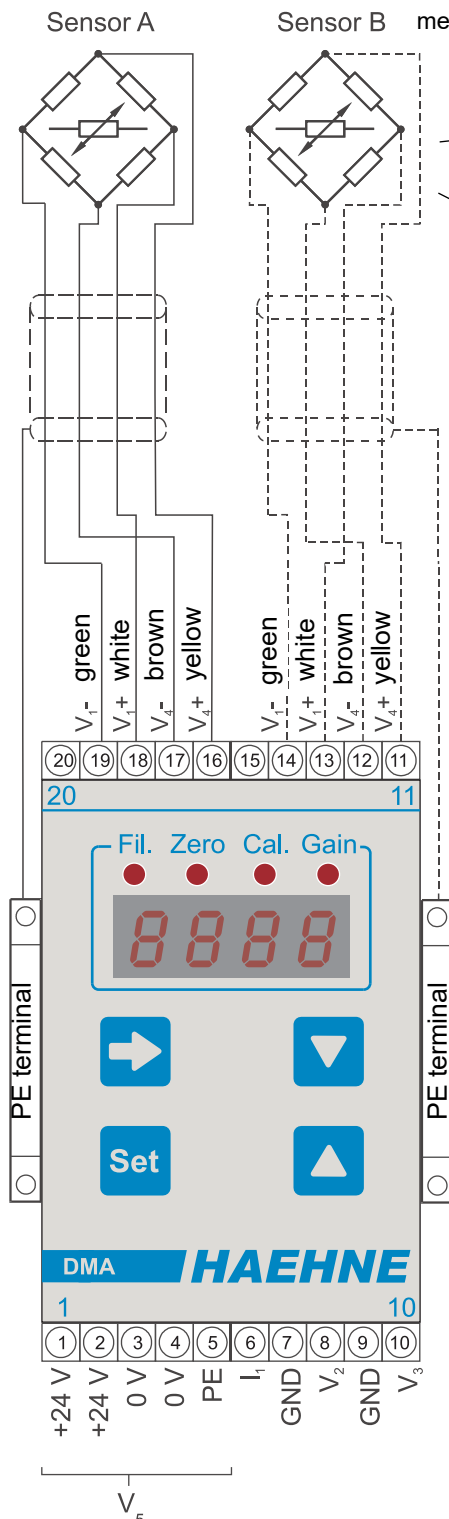 Sensor A
Sensor B
me
V₁- green
V₁+ white
V₄- brown
V₄+ yellow
V₁- green
V₁+ white
V₄- brown
V₄+ yellow
20 19 18 17 16 15 14 13 12 11
20 11
Fil. Zero Cal. Gain
8888
PE terminal
PE terminal
Set
DMA HAEHNE
1 10
1 2 3 4 5 6 7 8 9 10
+24 V
+24 V
0 V
0 V
PE
I₁
GND
V₂
GND
V₃
V₅